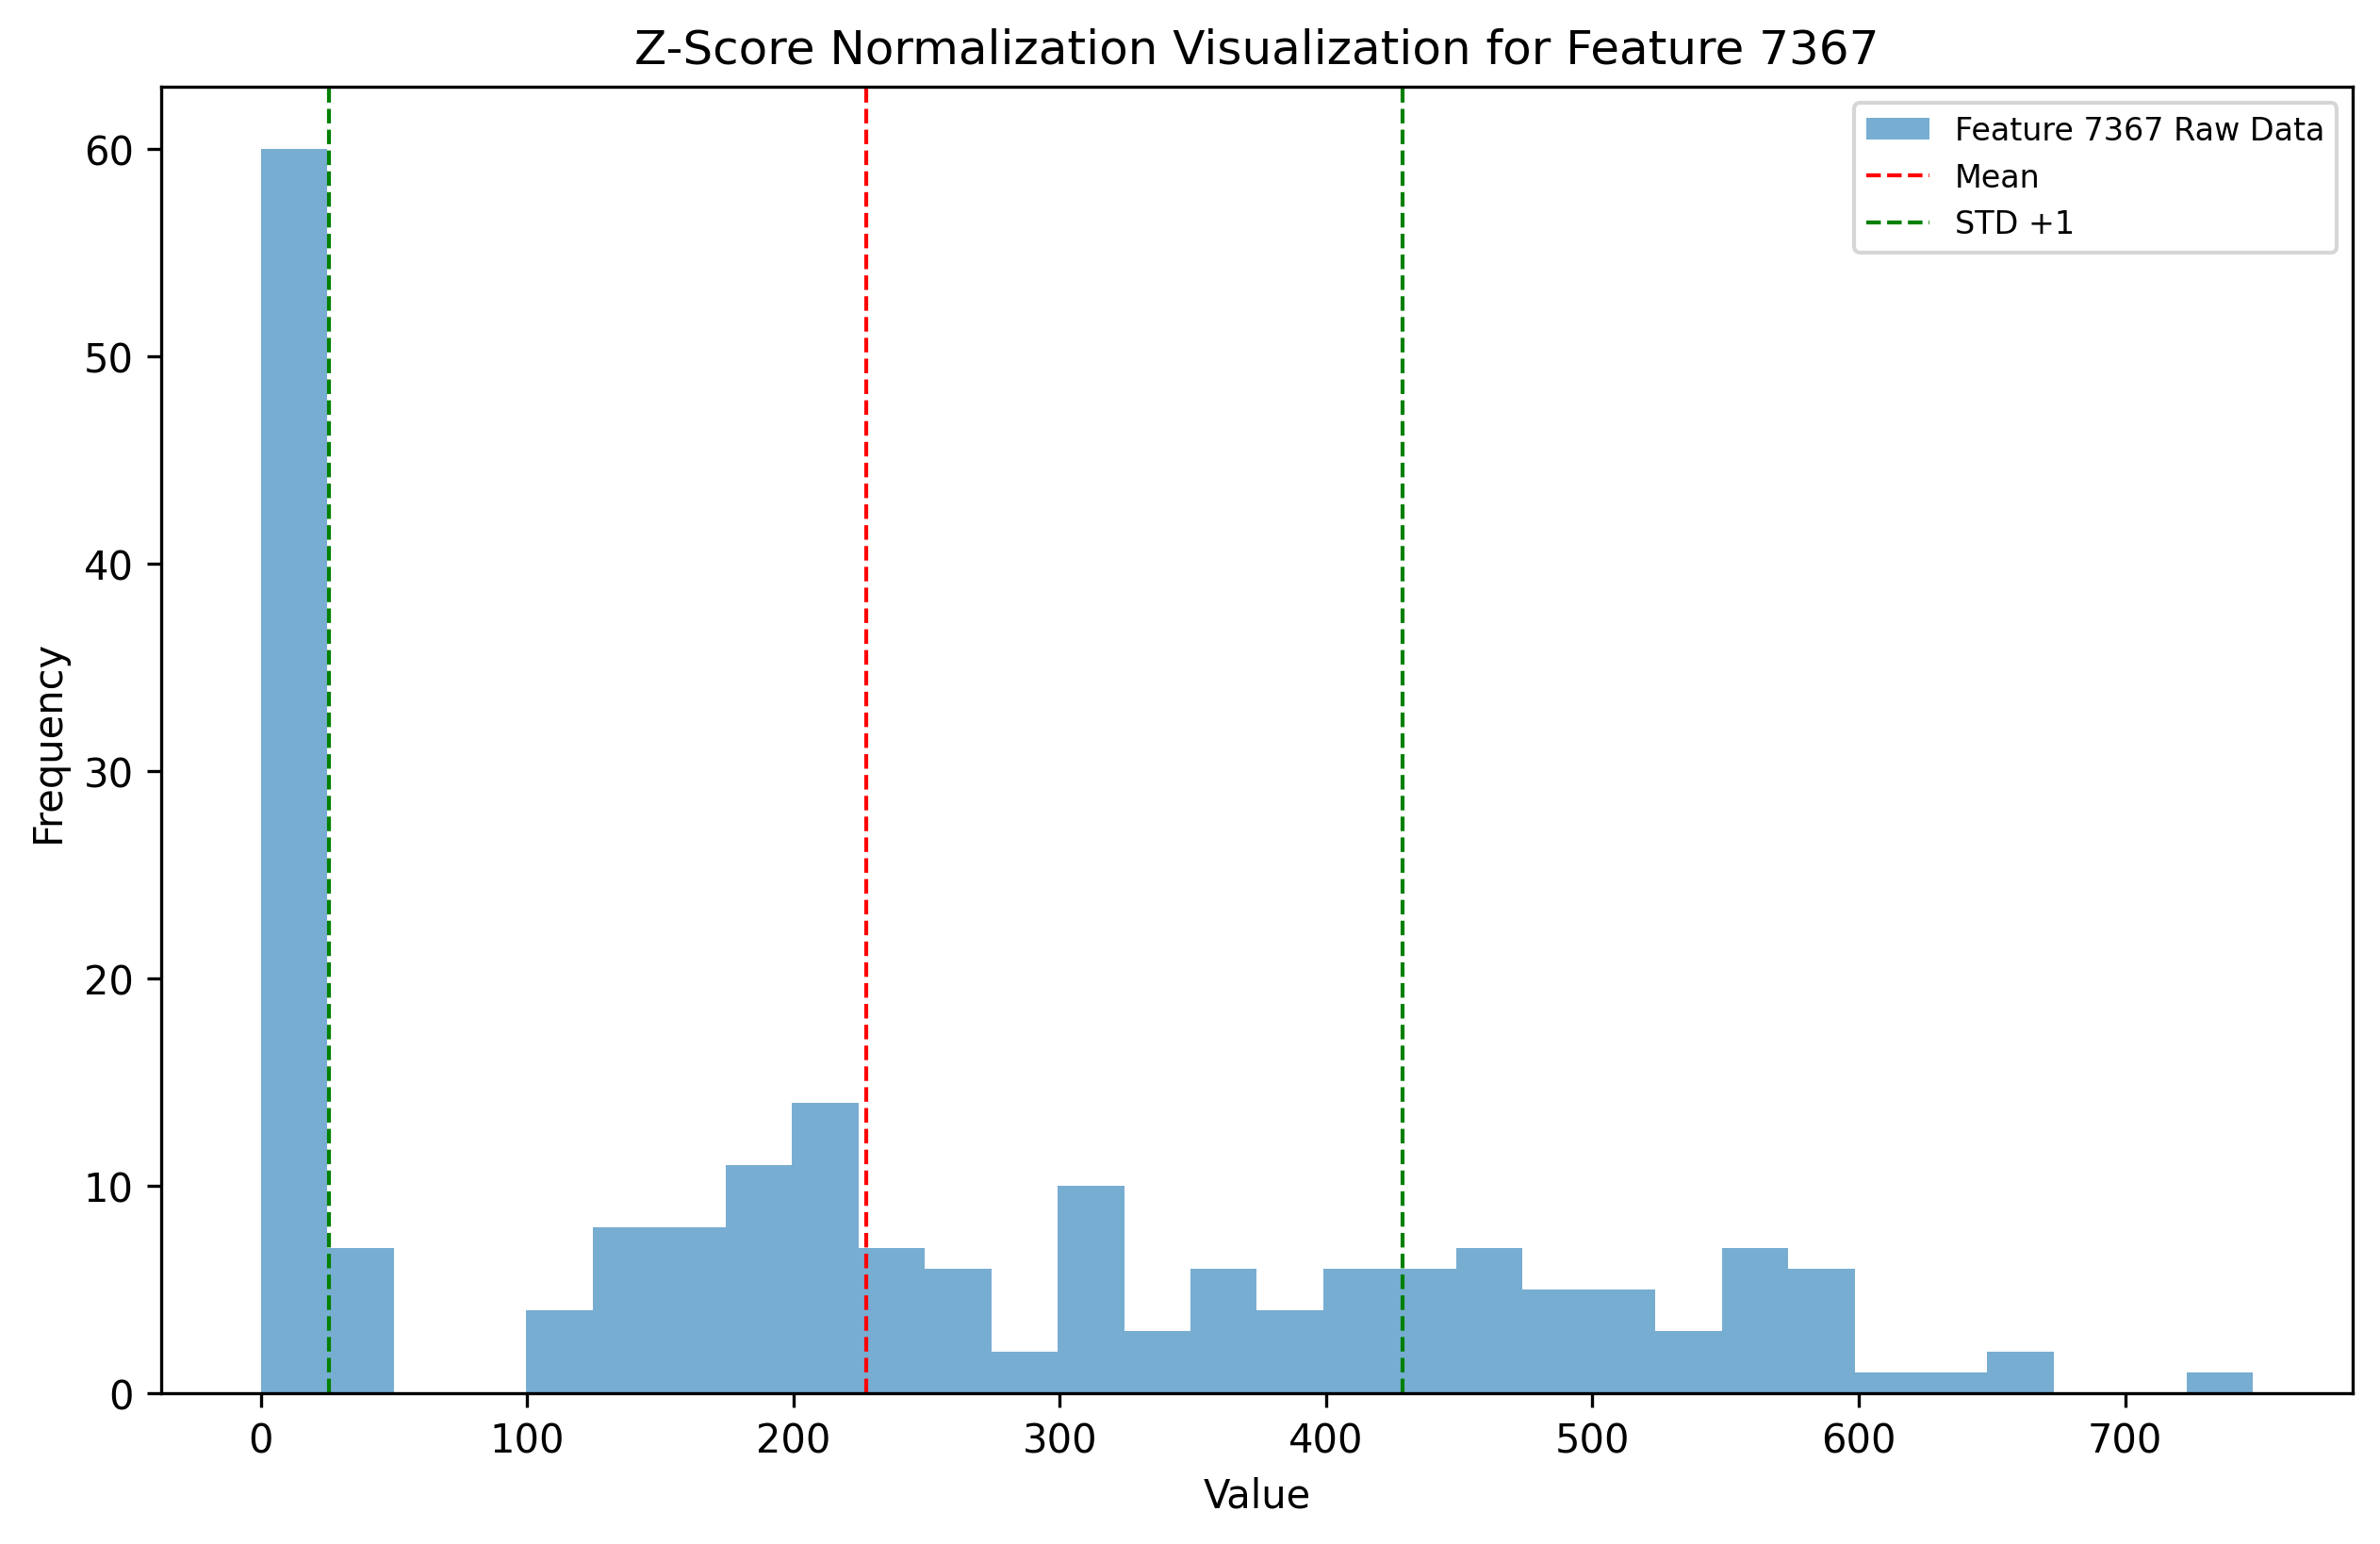 Z-Score Normalization Visualization for Feature 7367
Feature 7367 Raw Data
Mean
STD +1
60
50
40
30
20
10
0
Frequency
0 100 200 300 400 500 600 700
Value